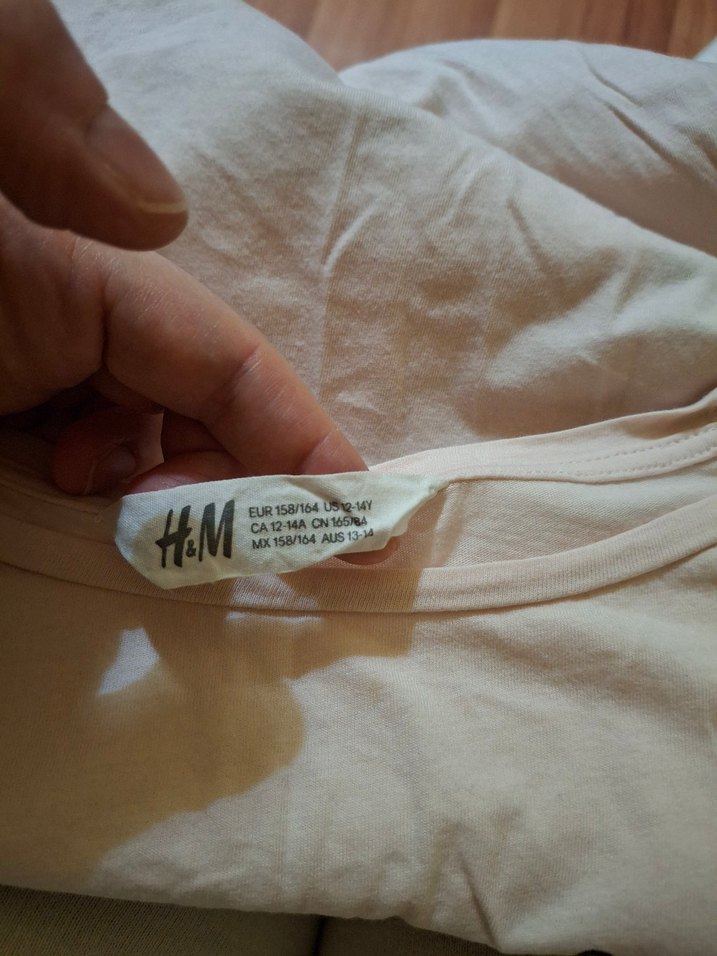 H&M
EUR 158/164 US 12-14Y
CA 12-14A CN 165/84
MX 158/164 AUS 13-14